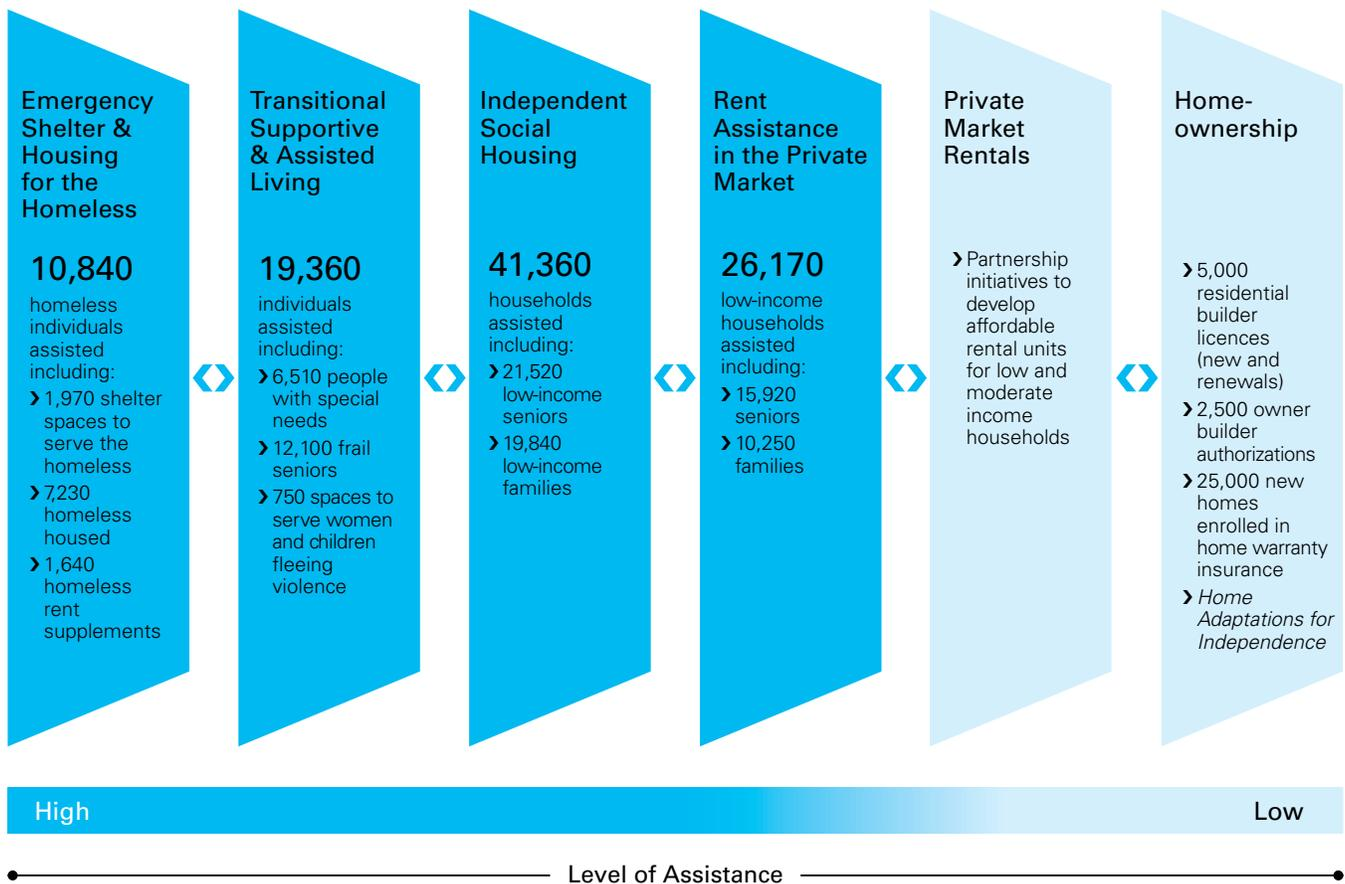 Emergency
Shelter &
Housing
for the
Homeless
10,840
homeless
individuals
assisted
including:
❯ 1,970 shelter
spaces to
serve the
homeless
❯ 7,230
homeless
housed
❯ 1,640
homeless
rent
supplements
Transitional
Supportive
& Assisted
Living
19,360
individuals
assisted
including:
❯ 6,510 people
with special
needs
❯ 12,100 frail
seniors
❯ 750 spaces to
serve women
and children
fleeing
violence
Independent
Social
Housing
41,360
households
assisted
including:
❯ 21,520
low-income
seniors
❯ 19,840
low-income
families
Rent
Assistance
in the Private
Market
26,170
low-income
households
assisted
including:
❯ 15,920
seniors
❯ 10,250
families
Private
Market
Rentals
❯ Partnership
initiatives to
develop
affordable
rental units
for low and
moderate
income
households
Home-
ownership
❯ 5,000
residential
builder
licences
(new and
renewals)
❯ 2,500 owner
builder
authorizations
❯ 25,000 new
homes
enrolled in
home warranty
insurance
❯ Home
Adaptations for
Independence
High
Low
Level of Assistance